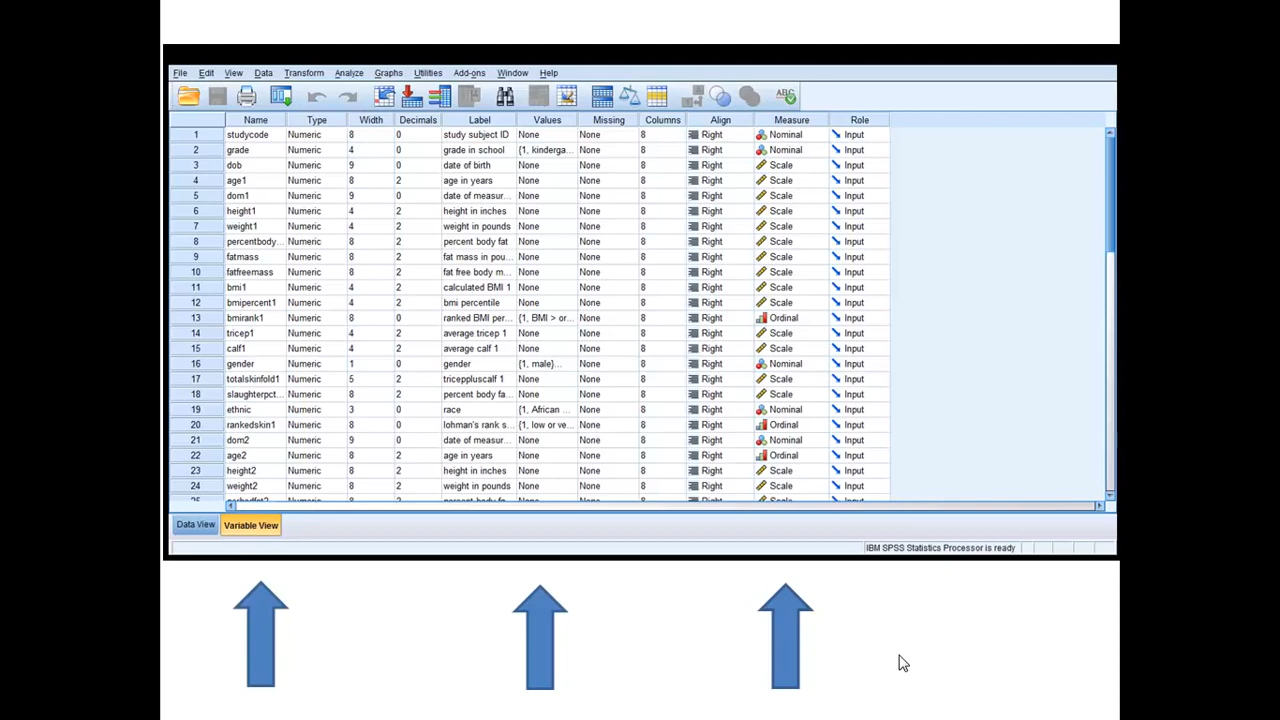 File Edit View Data Transform Analyze Graphs Utilities Add-ons Window Help
ABC
Name Type Width Decimals Label Values Missing Columns Align Measure Role
1 studycode Numeric 8 0 study subject ID None None 8 Right Nominal Input
2 grade Numeric 4 0 grade in school {1, kinderga... None 8 Right Nominal Input
3 dob Numeric 9 0 date of birth None None 8 Right Scale Input
4 age1 Numeric 8 2 age in years None None 8 Right Scale Input
5 dom1 Numeric 9 0 date of measur... None None 8 Right Scale Input
6 height1 Numeric 4 2 height in inches None None 8 Right Scale Input
7 weight1 Numeric 4 2 weight in pounds None None 8 Right Scale Input
8 percentbody... Numeric 8 2 percent body fat None None 8 Right Scale Input
9 fatmass Numeric 8 2 fat mass in pou... None None 8 Right Scale Input
10 fatfreemass Numeric 8 2 fat free body m... None None 8 Right Scale Input
11 bmi1 Numeric 4 2 calculated BMI 1 None None 8 Right Scale Input
12 bmipercent1 Numeric 4 2 bmi percentile None None 8 Right Scale Input
13 bmirank1 Numeric 8 0 ranked BMI per... {1, BMI > or... None 8 Right Ordinal Input
14 tricep1 Numeric 4 2 average tricep 1 None None 8 Right Scale Input
15 calf1 Numeric 4 2 average calf 1 None None 8 Right Scale Input
16 gender Numeric 1 0 gender {1, male}... None 8 Right Nominal Input
17 totalskinfold1 Numeric 5 2 triceppluscalf 1 None None 8 Right Scale Input
18 slaughterpct... Numeric 8 2 percent body fa... None None 8 Right Scale Input
19 ethnic Numeric 3 0 race {1, African ... None 8 Right Nominal Input
20 rankedskin1 Numeric 8 0 lohman's rank s... {1, low or ve... None 8 Right Ordinal Input
21 dom2 Numeric 9 0 date of measur... None None 8 Right Nominal Input
22 age2 Numeric 8 2 age in years None None 8 Right Ordinal Input
23 height2 Numeric 8 2 height in inches None None 8 Right Scale Input
24 weight2 Numeric 8 2 weight in pounds None None 8 Right Scale Input
Data View Variable View
IBM SPSS Statistics Processor is ready